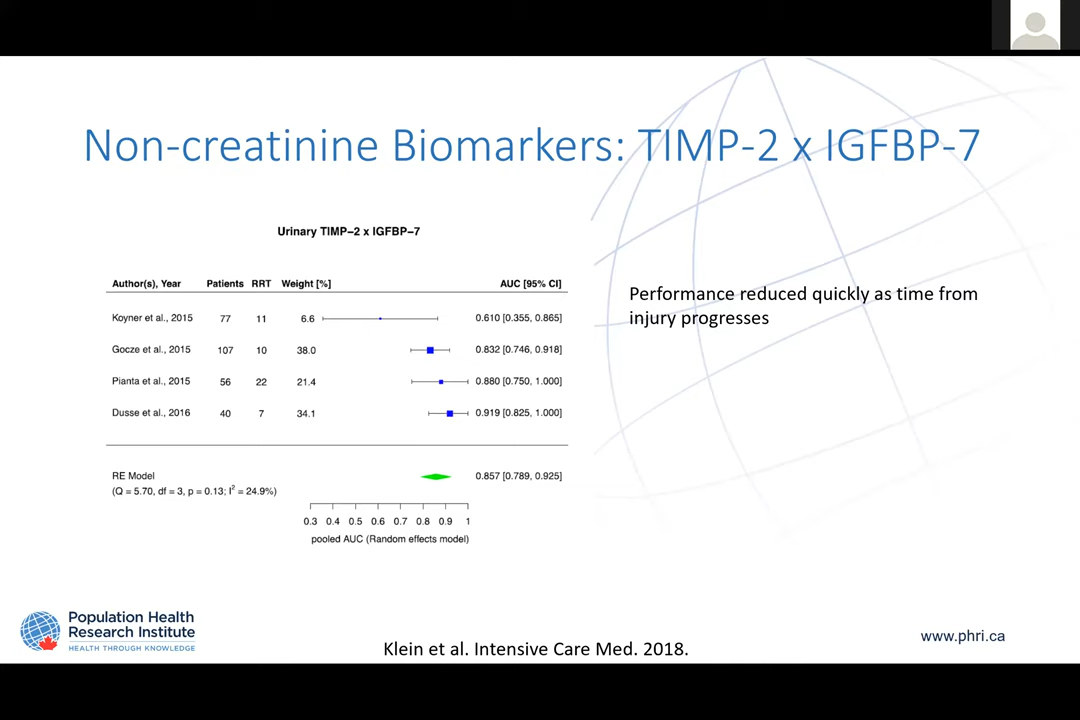 Non-creatinine Biomarkers: TIMP-2 x IGFBP-7
Urinary TIMP–2 x IGFBP–7
Author(s), Year Patients RRT Weight [%] AUC [95% CI]
Koyner et al., 2015 77 11 6.6 0.610 [0.355, 0.865]
Gocze et al., 2015 107 10 38.0 0.832 [0.746, 0.918]
Pianta et al., 2015 56 22 21.4 0.880 [0.750, 1.000]
Dusse et al., 2016 40 7 34.1 0.919 [0.825, 1.000]
RE Model 0.857 [0.789, 0.925]
(Q = 5.70, df = 3, p = 0.13; I² = 24.9%)
0.3 0.4 0.5 0.6 0.7 0.8 0.9 1
pooled AUC (Random effects model)
Performance reduced quickly as time from
injury progresses
Population Health
Research Institute
HEALTH THROUGH KNOWLEDGE
Klein et al. Intensive Care Med. 2018.
www.phri.ca